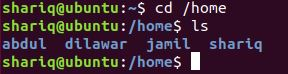 shariq@ubuntu:~$ cd /home
shariq@ubuntu:/home$ ls
abdul  dilawar  jamil  shariq
shariq@ubuntu:/home$